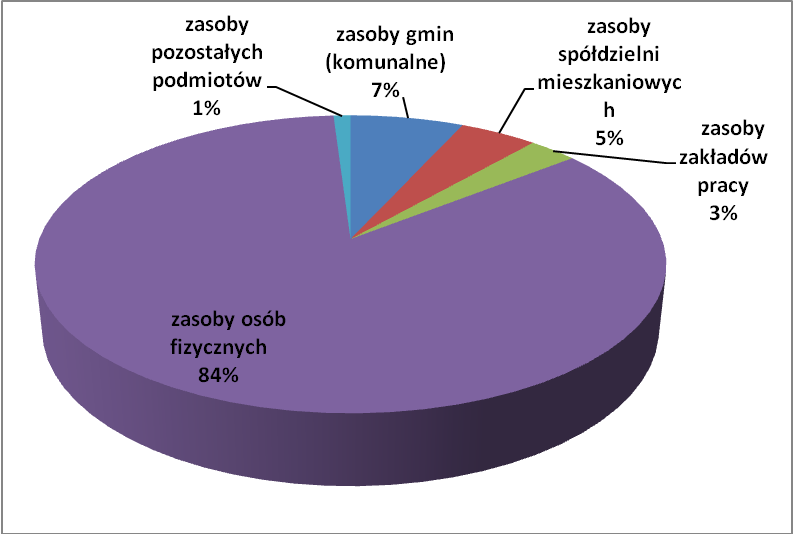 zasoby
pozostałych
podmiotów
1%
zasoby gmin
(komunalne)
7%
zasoby
spółdzielni
mieszkaniowyc
h
5%
zasoby
zakładów
pracy
3%
zasoby osób
fizycznych
84%